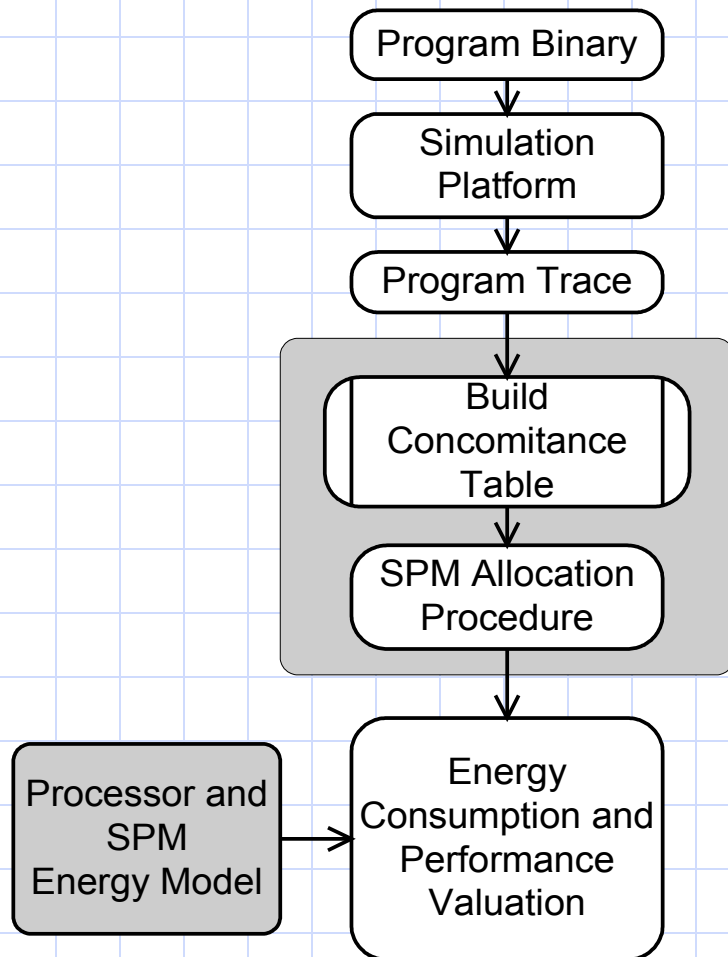 Program Binary
Simulation
Platform
Program Trace
Build
Concomitance
Table
SPM Allocation
Procedure
Processor and
SPM
Energy Model
Energy
Consumption and
Performance
Valuation